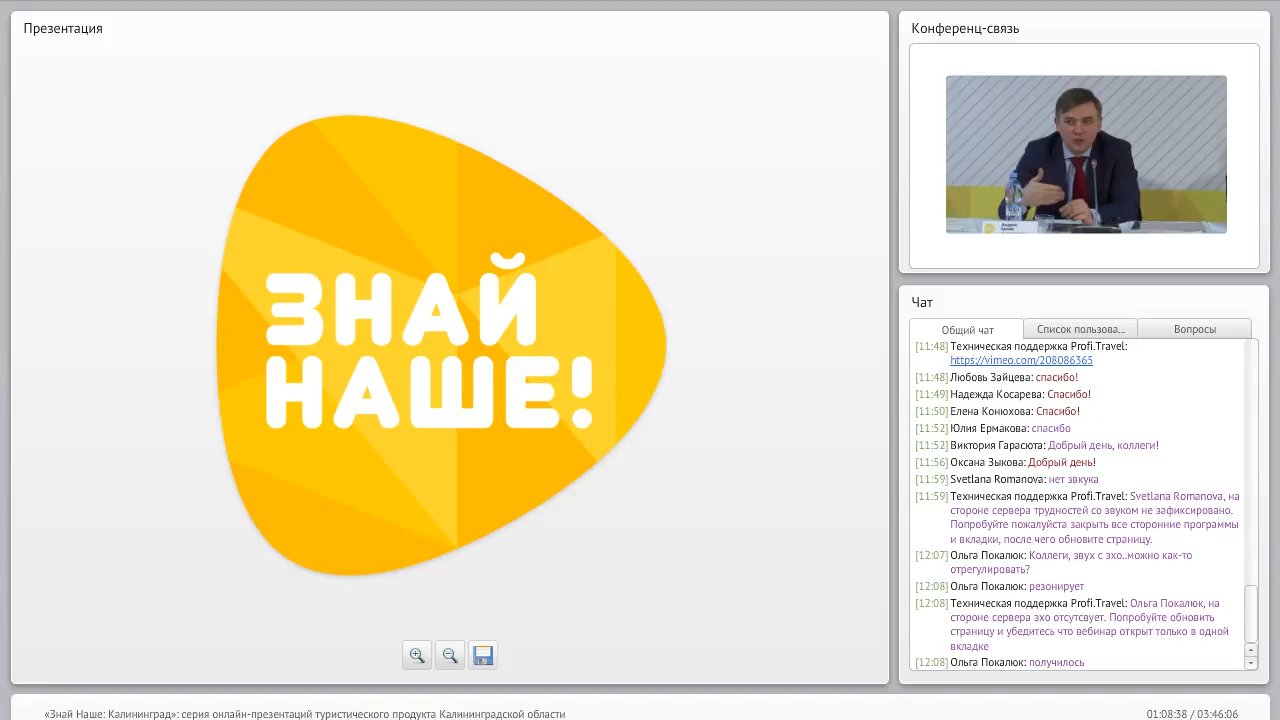 Презентация
ЗНАЙ
НАШЕ!
Конференц-связь
Чат
Общий чат
Список пользова...
Вопросы
[11:48] Техническая поддержка Profi.Travel:
https://vimeo.com/208086365
[11:48] Любовь Зайцева: спасибо!
[11:49] Надежда Косарева: Спасибо!
[11:50] Елена Конюхова: Спасибо!
[11:52] Юлия Ермакова: спасибо
[11:52] Виктория Гарасюта: Добрый день, коллеги!
[11:56] Оксана Зыкова: Добрый день!
[11:59] Svetlana Romanova: нет звкука
[11:59] Техническая поддержка Profi.Travel: Svetlana Romanova, на
стороне сервера трудностей со звуком не зафиксировано.
Попробуйте пожалуйста закрыть все сторонние программы
и вкладки, после чего обновите страницу.
[12:07] Ольга Покалюк: Коллеги, звух с эхо..можно как-то
отрегулировать?
[12:08] Ольга Покалюк: резонирует
[12:08] Техническая поддержка Profi.Travel: Ольга Покалюк, на
стороне сервера эхо отсутсвует. Попробуйте обновить
страницу и убедитесь что вебинар открыт только в одной
вкладке
[12:08] Ольга Покалюк: получилось
«Знай Наше: Калининград»: серия онлайн-презентаций туристического продукта Калининградской области
01:08:38 / 03:46:06